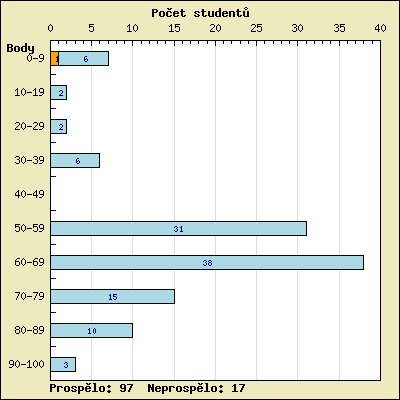 Počet studentů
0 5 10 15 20 25 30 35 40
Body
0-9 1 6
10-19 2
20-29 2
30-39 6
40-49
50-59 31
60-69 38
70-79 15
80-89 10
90-100 3
Prospělo: 97 Neprospělo: 17